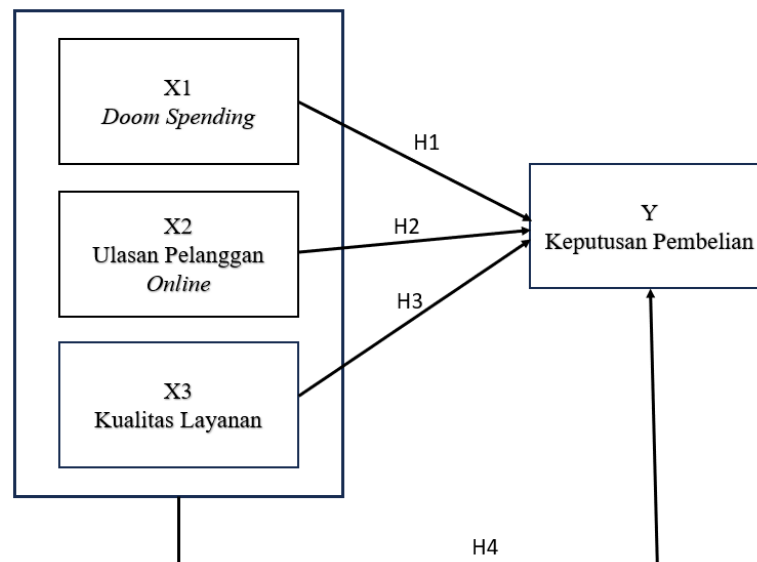 X1
Doom Spending
H1
X2
Ulasan Pelanggan
Online
H2
H3
X3
Kualitas Layanan
Y
Keputusan Pembelian
H4